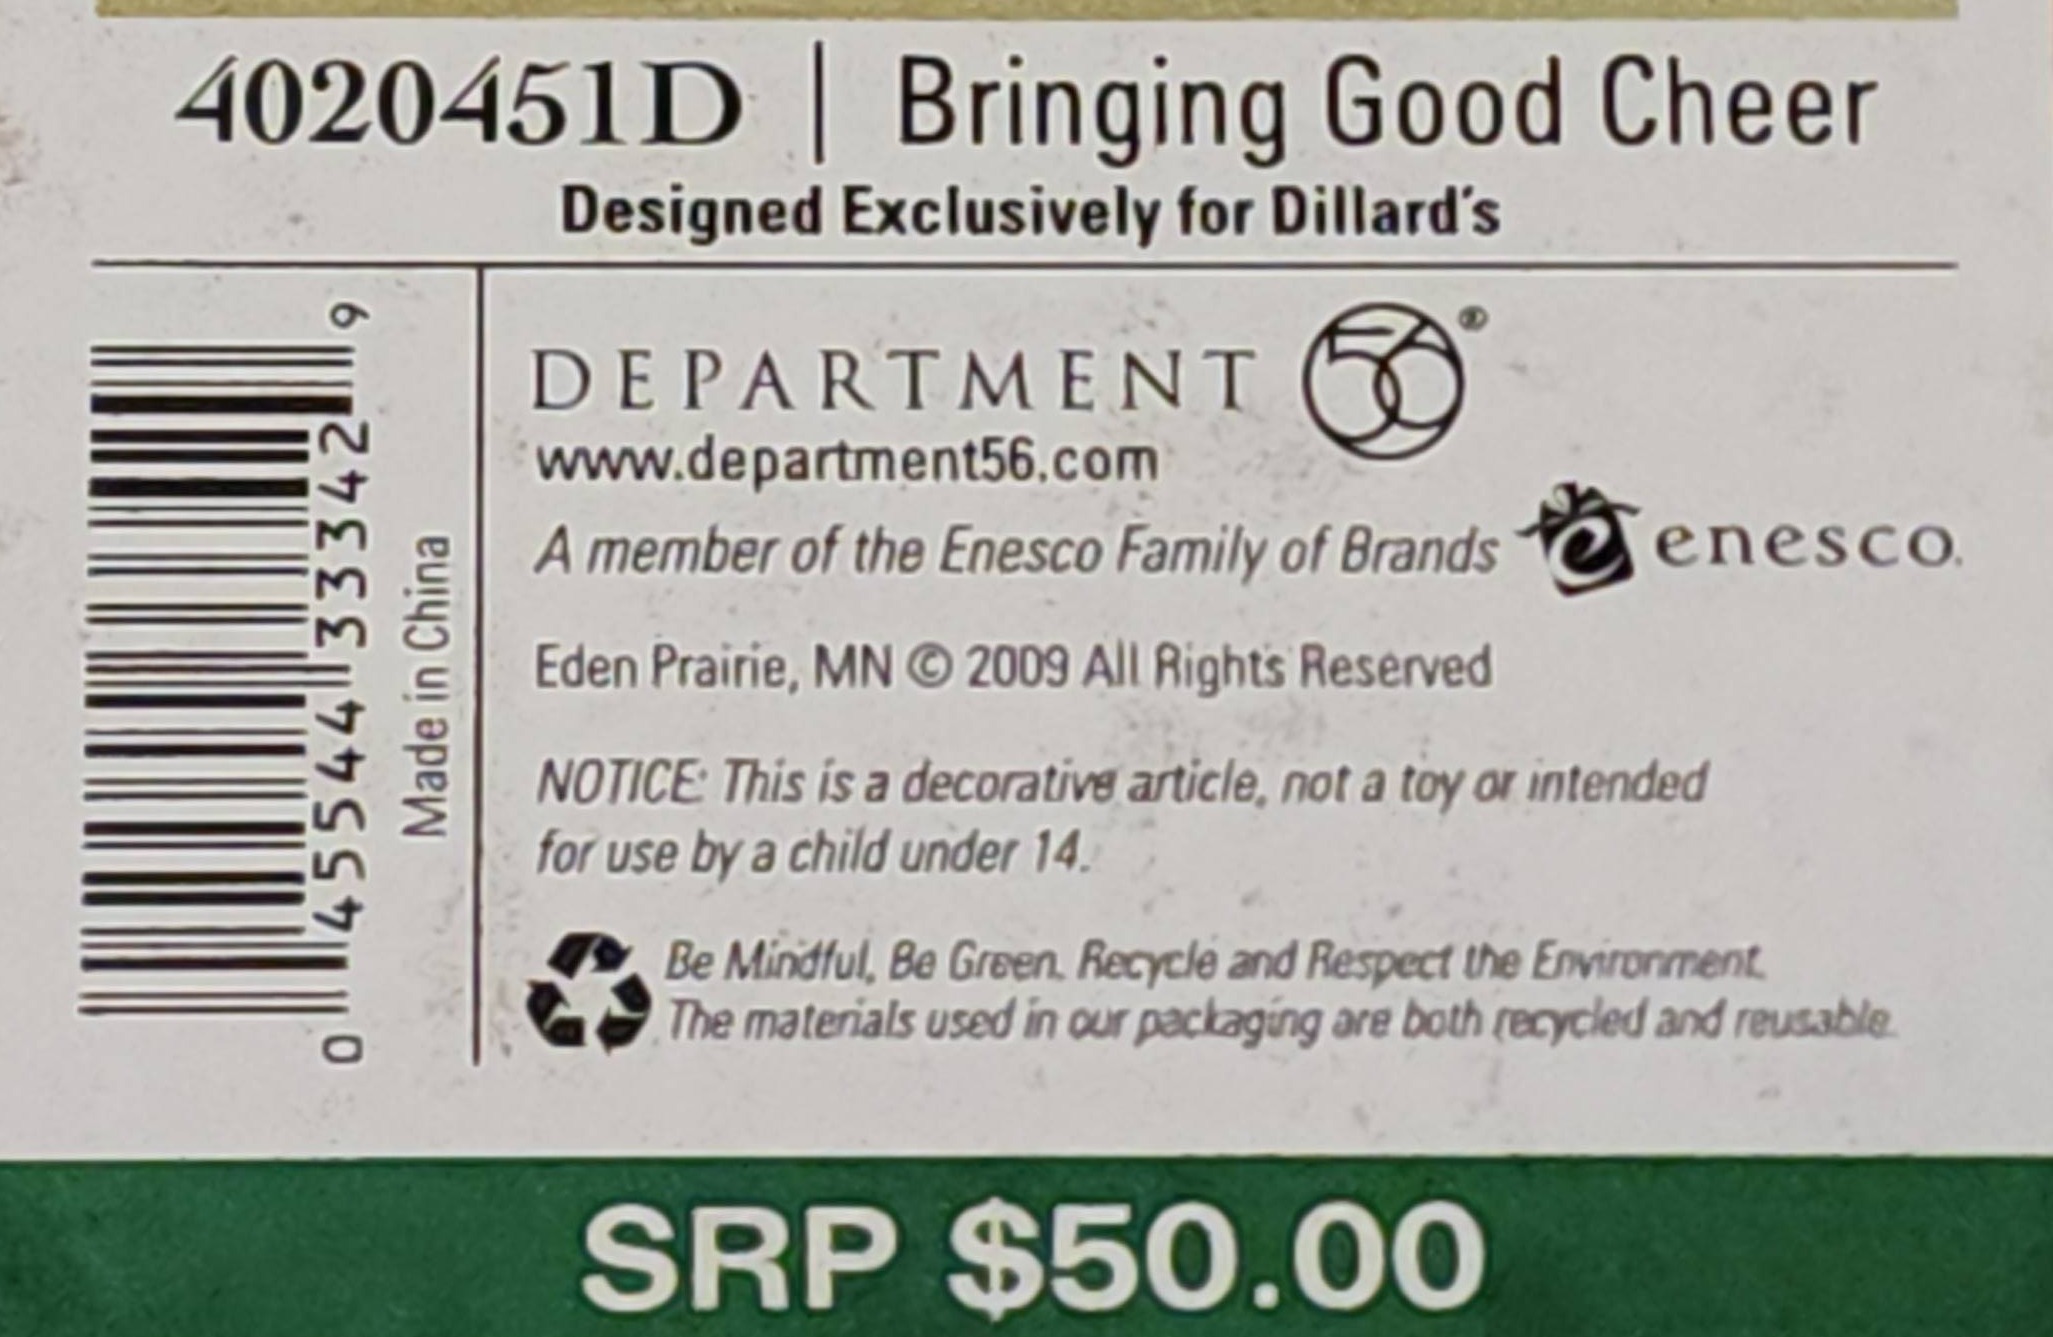 4020451D | Bringing Good Cheer
Designed Exclusively for Dillard's
0 45544 33342 9
Made in China
DEPARTMENT 56®
www.department56.com
A member of the Enesco Family of Brands enesco.
Eden Prairie, MN © 2009 All Rights Reserved
NOTICE: This is a decorative article, not a toy or intended
for use by a child under 14.
Be Mindful, Be Green. Recycle and Respect the Environment.
The materials used in our packaging are both recycled and reusable.
SRP $50.00